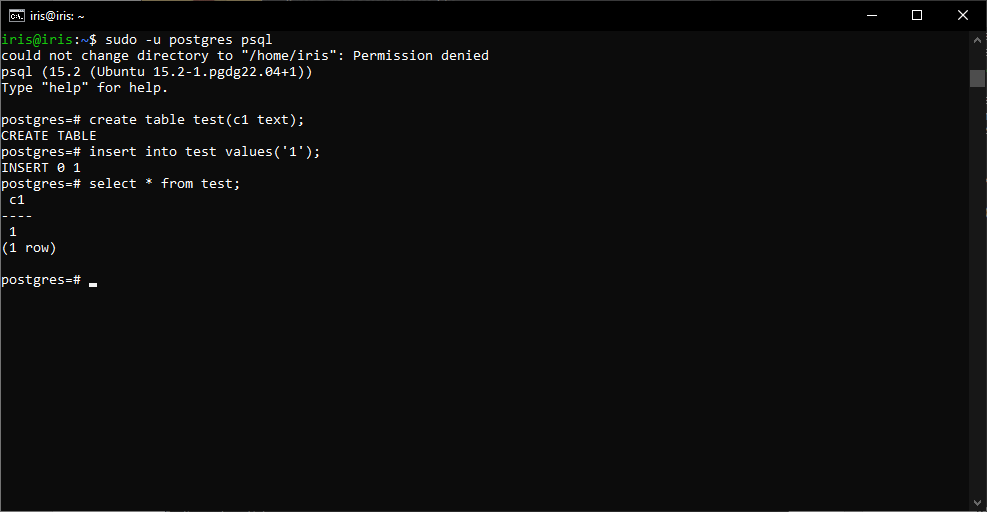 iris@iris: ~
iris@iris:~$ sudo -u postgres psql
could not change directory to "/home/iris": Permission denied
psql (15.2 (Ubuntu 15.2-1.pgdg22.04+1))
Type "help" for help.
postgres=# create table test(c1 text);
CREATE TABLE
postgres=# insert into test values('1');
INSERT 0 1
postgres=# select * from test;
 c1
----
 1
(1 row)
postgres=#